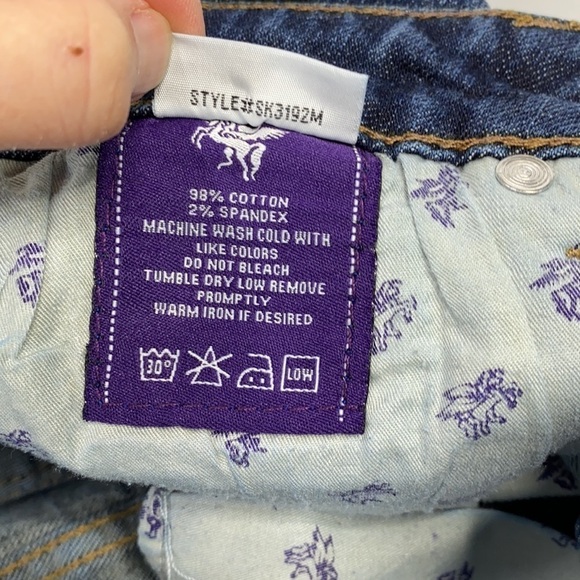 STYLE#SK3192M
98% COTTON
2% SPANDEX
MACHINE WASH COLD WITH
LIKE COLORS
DO NOT BLEACH
TUMBLE DRY LOW REMOVE
PROMPTLY
WARM IRON IF DESIRED
30° LOW